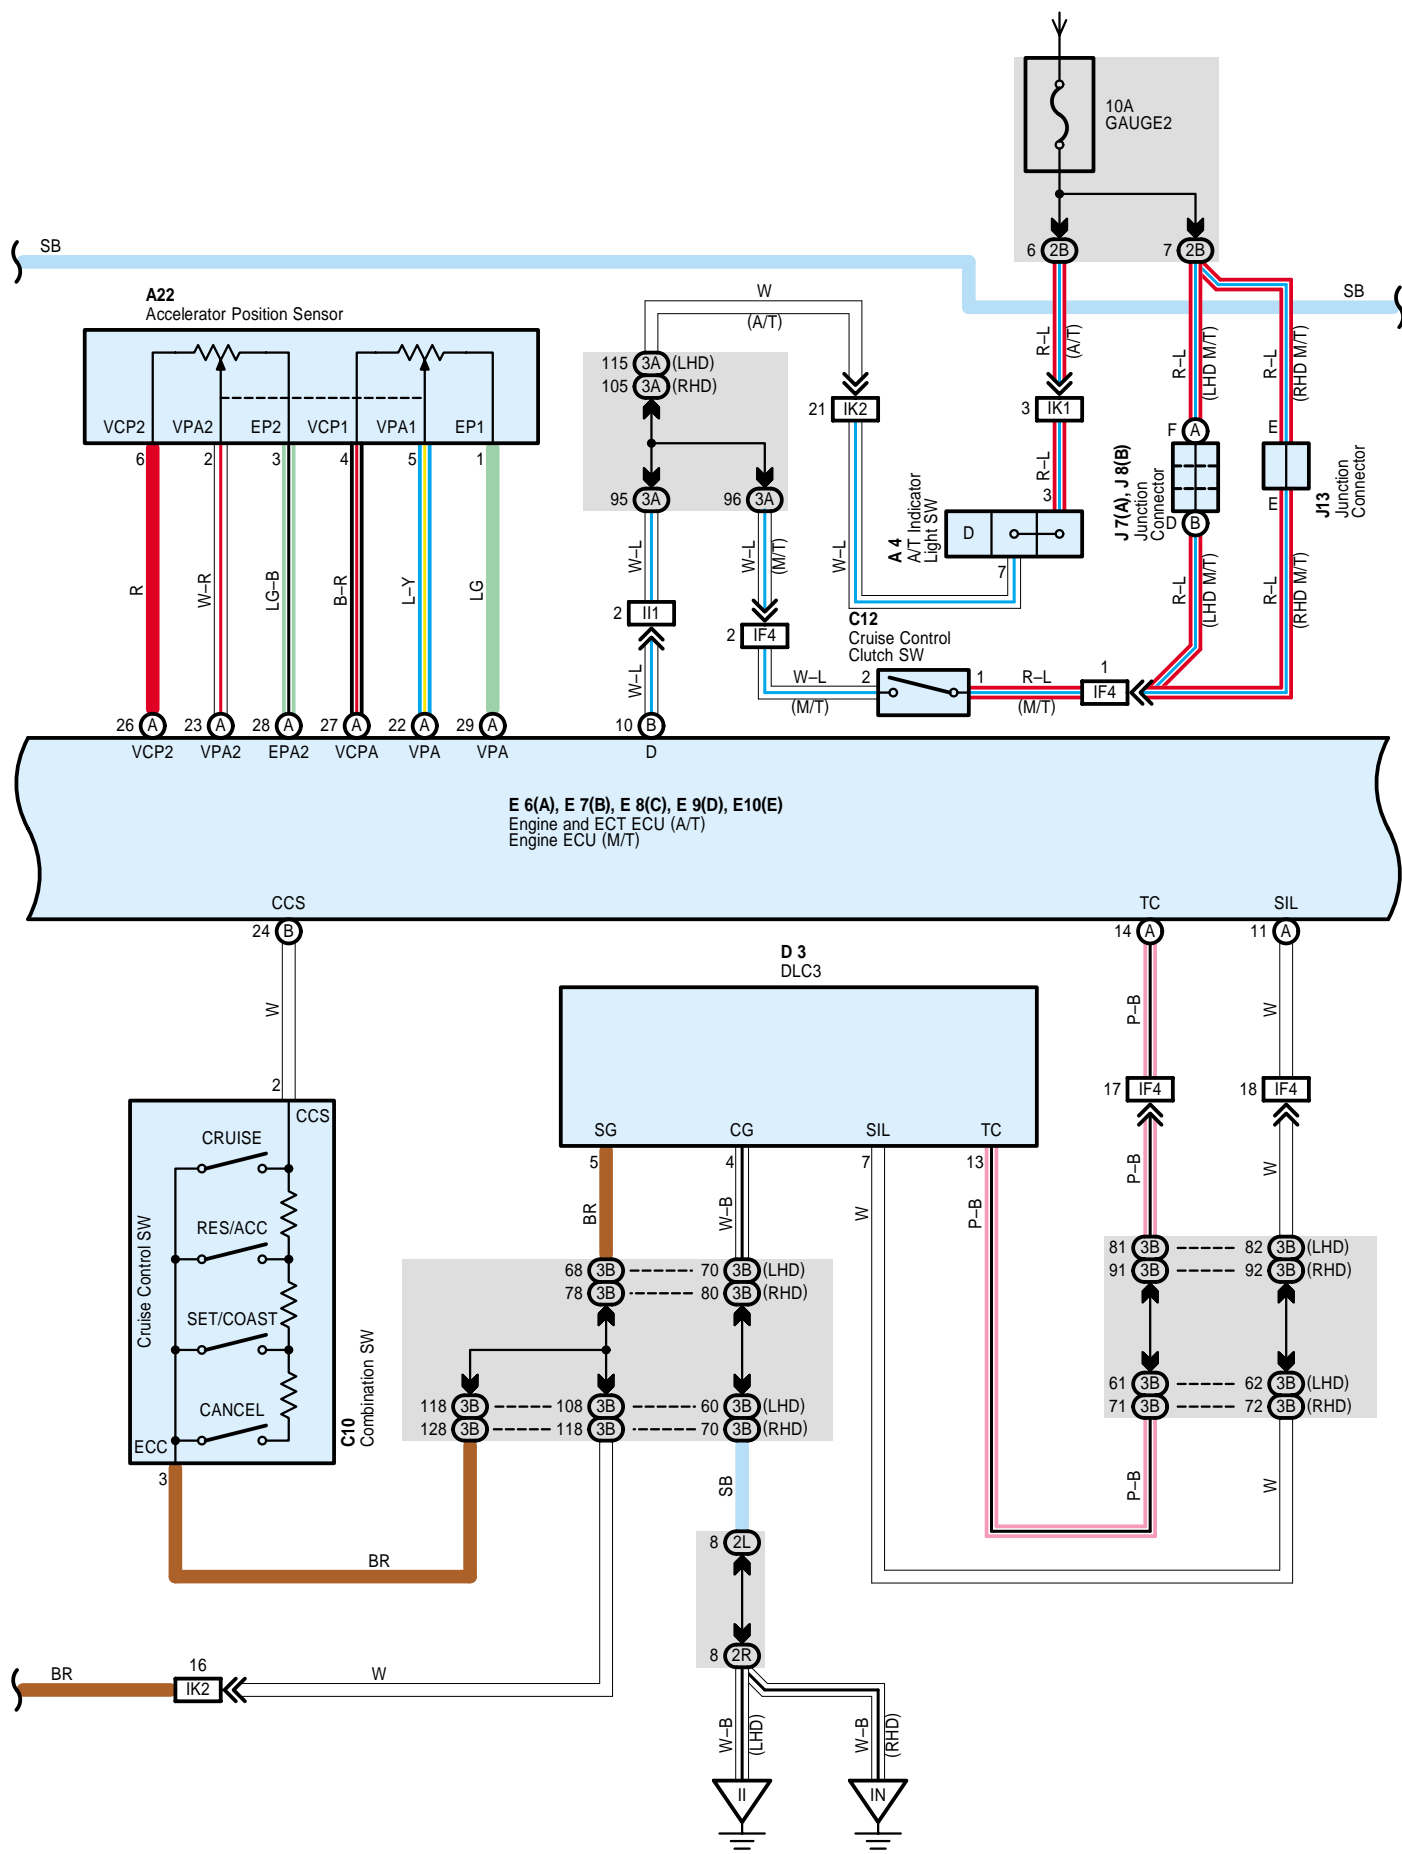 10A
GAUGE2
SB
6 2B
7 2B
SB
A22
Accelerator Position Sensor
W
(A/T)
R–L
(A/T)
R–L
(LHD M/T)
R–L
(RHD M/T)
115 3A (LHD)
105 3A (RHD)
21 IK2
3 IK1
F A
E
VCP2 VPA2 EP2 VCP1 VPA1 EP1
6 2 3 4 5 1
95 3A
96 3A
R–L
3
D
A 4
A/T Indicator
Light SW
7
J 7(A), J 8(B)
Junction
Connector
D B
E
J13
Junction
Connector
R
W–R
LG–B
B–R
L–Y
LG
W–L
W–L
(M/T)
W–L
R–L
(LHD M/T)
R–L
(RHD M/T)
2 II1
2 IF4
W–L
C12
Cruise Control
Clutch SW
W–L
(M/T)
2
1
R–L
(M/T)
1
IF4
26 A
23 A
28 A
27 A
22 A
29 A
10 B
VCP2 VPA2 EPA2 VCPA VPA VPA D
E 6(A), E 7(B), E 8(C), E 9(D), E10(E)
Engine and ECT ECU (A/T)
Engine ECU (M/T)
CCS TC SIL
24 B
14 A
11 A
D 3
DLC3
W
P–B
W
2
17 IF4
18 IF4
CCS
CRUISE
RES/ACC
SET/COAST
CANCEL
ECC
Cruise Control SW
C10
Combination SW
3
SG CG SIL TC
5 4 7 13
BR
W–B
W
P–B
P–B
W
68 3B 70 3B (LHD)
78 3B 80 3B (RHD)
81 3B 82 3B (LHD)
91 3B 92 3B (RHD)
118 3B 108 3B 60 3B (LHD)
128 3B 118 3B 70 3B (RHD)
61 3B 62 3B (LHD)
71 3B 72 3B (RHD)
SB
P–B
W
BR
8 2L
8 2R
BR
16
IK2
W
W–B
(LHD)
W–B
(RHD)
II
IN